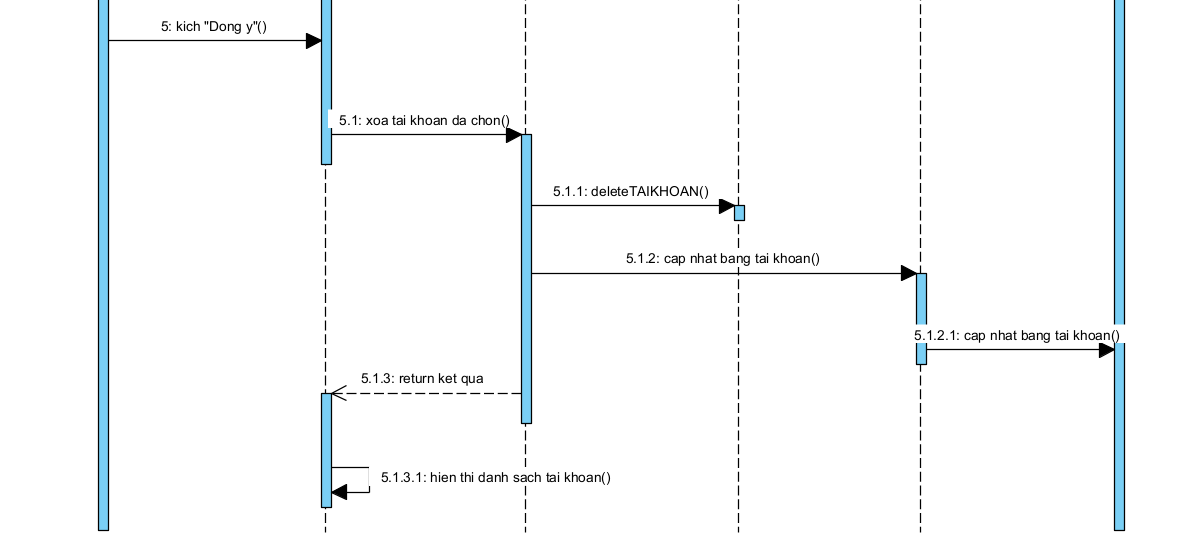 5: kich "Dong y"()
5.1: xoa tai khoan da chon()
5.1.1: deleteTAIKHOAN()
5.1.2: cap nhat bang tai khoan()
5.1.2.1: cap nhat bang tai khoan()
5.1.3: return ket qua
5.1.3.1: hien thi danh sach tai khoan()